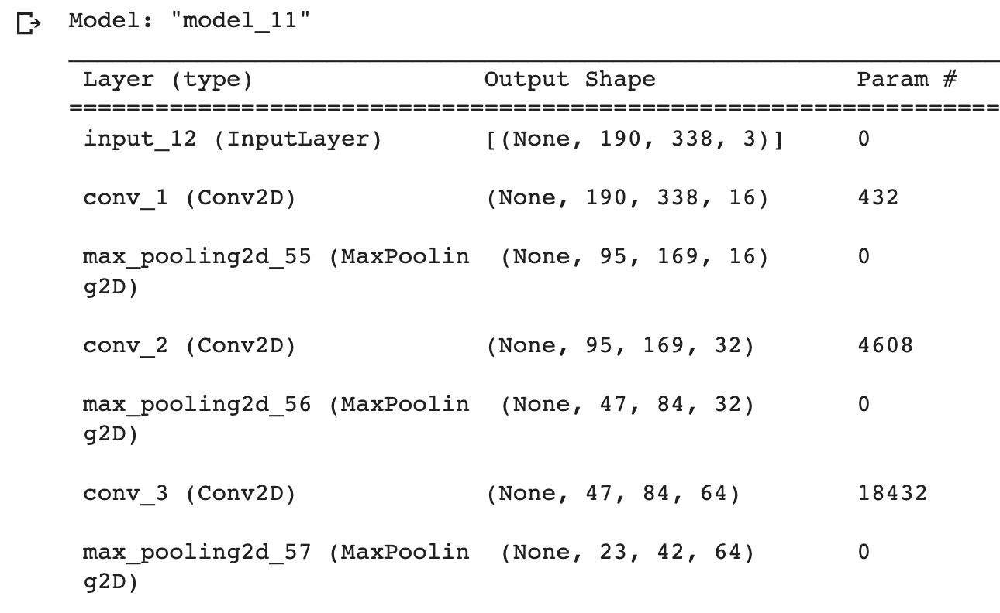 Model: "model_11"
Layer (type) Output Shape Param #
=================================================================
input_12 (InputLayer) [(None, 190, 338, 3)] 0
conv_1 (Conv2D) (None, 190, 338, 16) 432
max_pooling2d_55 (MaxPoolin (None, 95, 169, 16) 0
g2D)
conv_2 (Conv2D) (None, 95, 169, 32) 4608
max_pooling2d_56 (MaxPoolin (None, 47, 84, 32) 0
g2D)
conv_3 (Conv2D) (None, 47, 84, 64) 18432
max_pooling2d_57 (MaxPoolin (None, 23, 42, 64) 0
g2D)